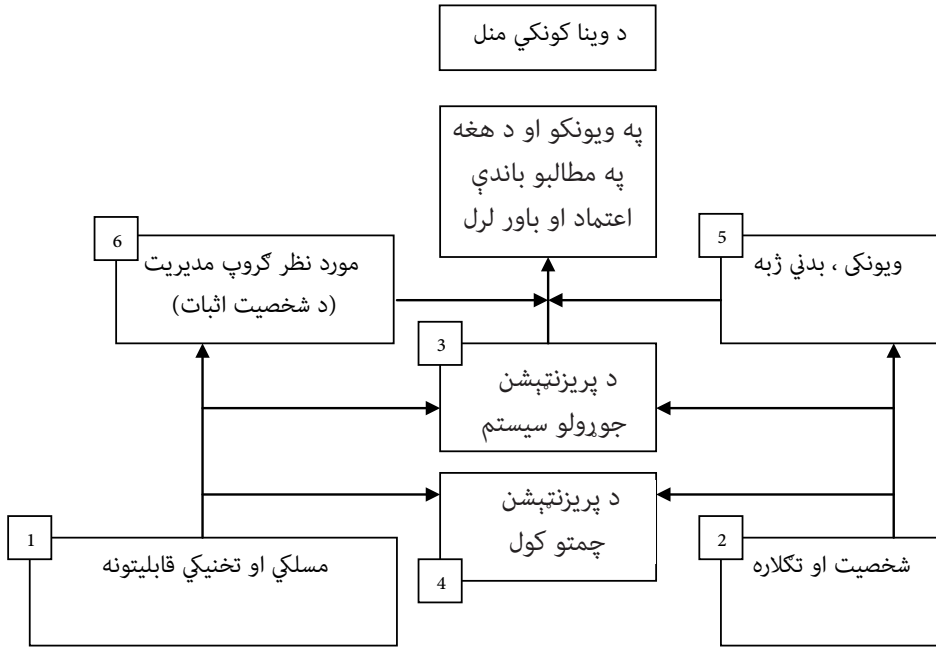 د وينا کونکي منل
په ويونکو او د هغه
په مطالبو باندې
اعتماد او باور لرل
6
مورد نظر ګروپ مديريت
(د شخصيت اثبات)
5
ويونکی ، بدني ژبه
3
د پريزنټېشن
جوړولو سيستم
د پريزنټېشن
چمتو کول
4
1
مسلکي او تخنيکي قابليتونه
2
شخصيت او تګلاره